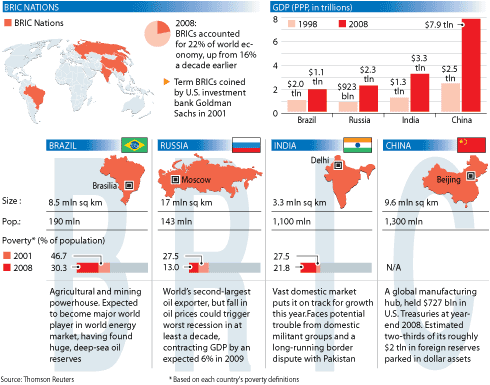 BRIC NATIONS
BRIC Nations
2008:
BRICs accounted
for 22% of world ec-
onomy, up from 16%
a decade earlier
Term BRICs coined
by U.S. investment
bank Goldman
Sachs in 2001
GDP (PPP, in trillions)
1998
2008
8
6
4
2
0
$2.0
tln
$1.1
tln
$923
bln
$2.3
tln
$1.3
tln
$3.3
tln
$2.5
tln
$7.9 tln
Brazil
Russia
India
China
BRAZIL
RUSSIA
INDIA
CHINA
Brasilia
Moscow
Delhi
Beijing
Size :
8.5 mln sq km
17 mln sq km
3.3 mln sq km
9.6 mln sq km
Pop.:
190 mln
143 mln
1,100 mln
1,300 mln
Poverty* (% of population)
2001
46.7
27.5
27.5
2008
30.3
13.0
21.8
N/A
Agricultural and mining
powerhouse. Expected
to become major world
player in world energy
market, having found
huge, deep-sea oil
reserves
World's second-largest
oil exporter, but fall in
oil prices could trigger
worst recession in at
least a decade,
contracting GDP by an
expected 6% in 2009
Vast domestic market
puts it on track for growth
this year.Faces potential
trouble from domestic
militant groups and a
long-running border
dispute with Pakistan
A global manufacturing
hub, held $727 bln in
U.S. Treasuries at year-
end 2008. Estimated
two-thirds of its roughly
$2 tln in foreign reserves
parked in dollar assets
BRIC
Source: Thomson Reuters
* Based on each country's poverty definitions